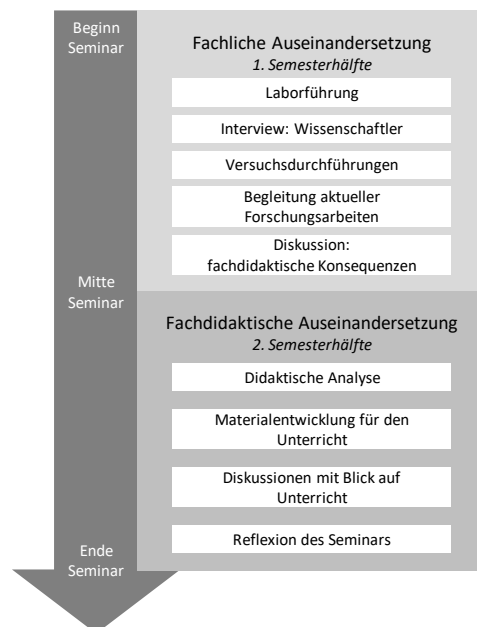 Beginn
Seminar
Fachliche Auseinandersetzung
1. Semesterhälfte
Laborführung
Interview: Wissenschaftler
Versuchsdurchführungen
Begleitung aktueller
Forschungsarbeiten
Diskussion:
fachdidaktische Konsequenzen
Mitte
Seminar
Fachdidaktische Auseinandersetzung
2. Semesterhälfte
Didaktische Analyse
Materialentwicklung für den
Unterricht
Diskussionen mit Blick auf
Unterricht
Reflexion des Seminars
Ende
Seminar